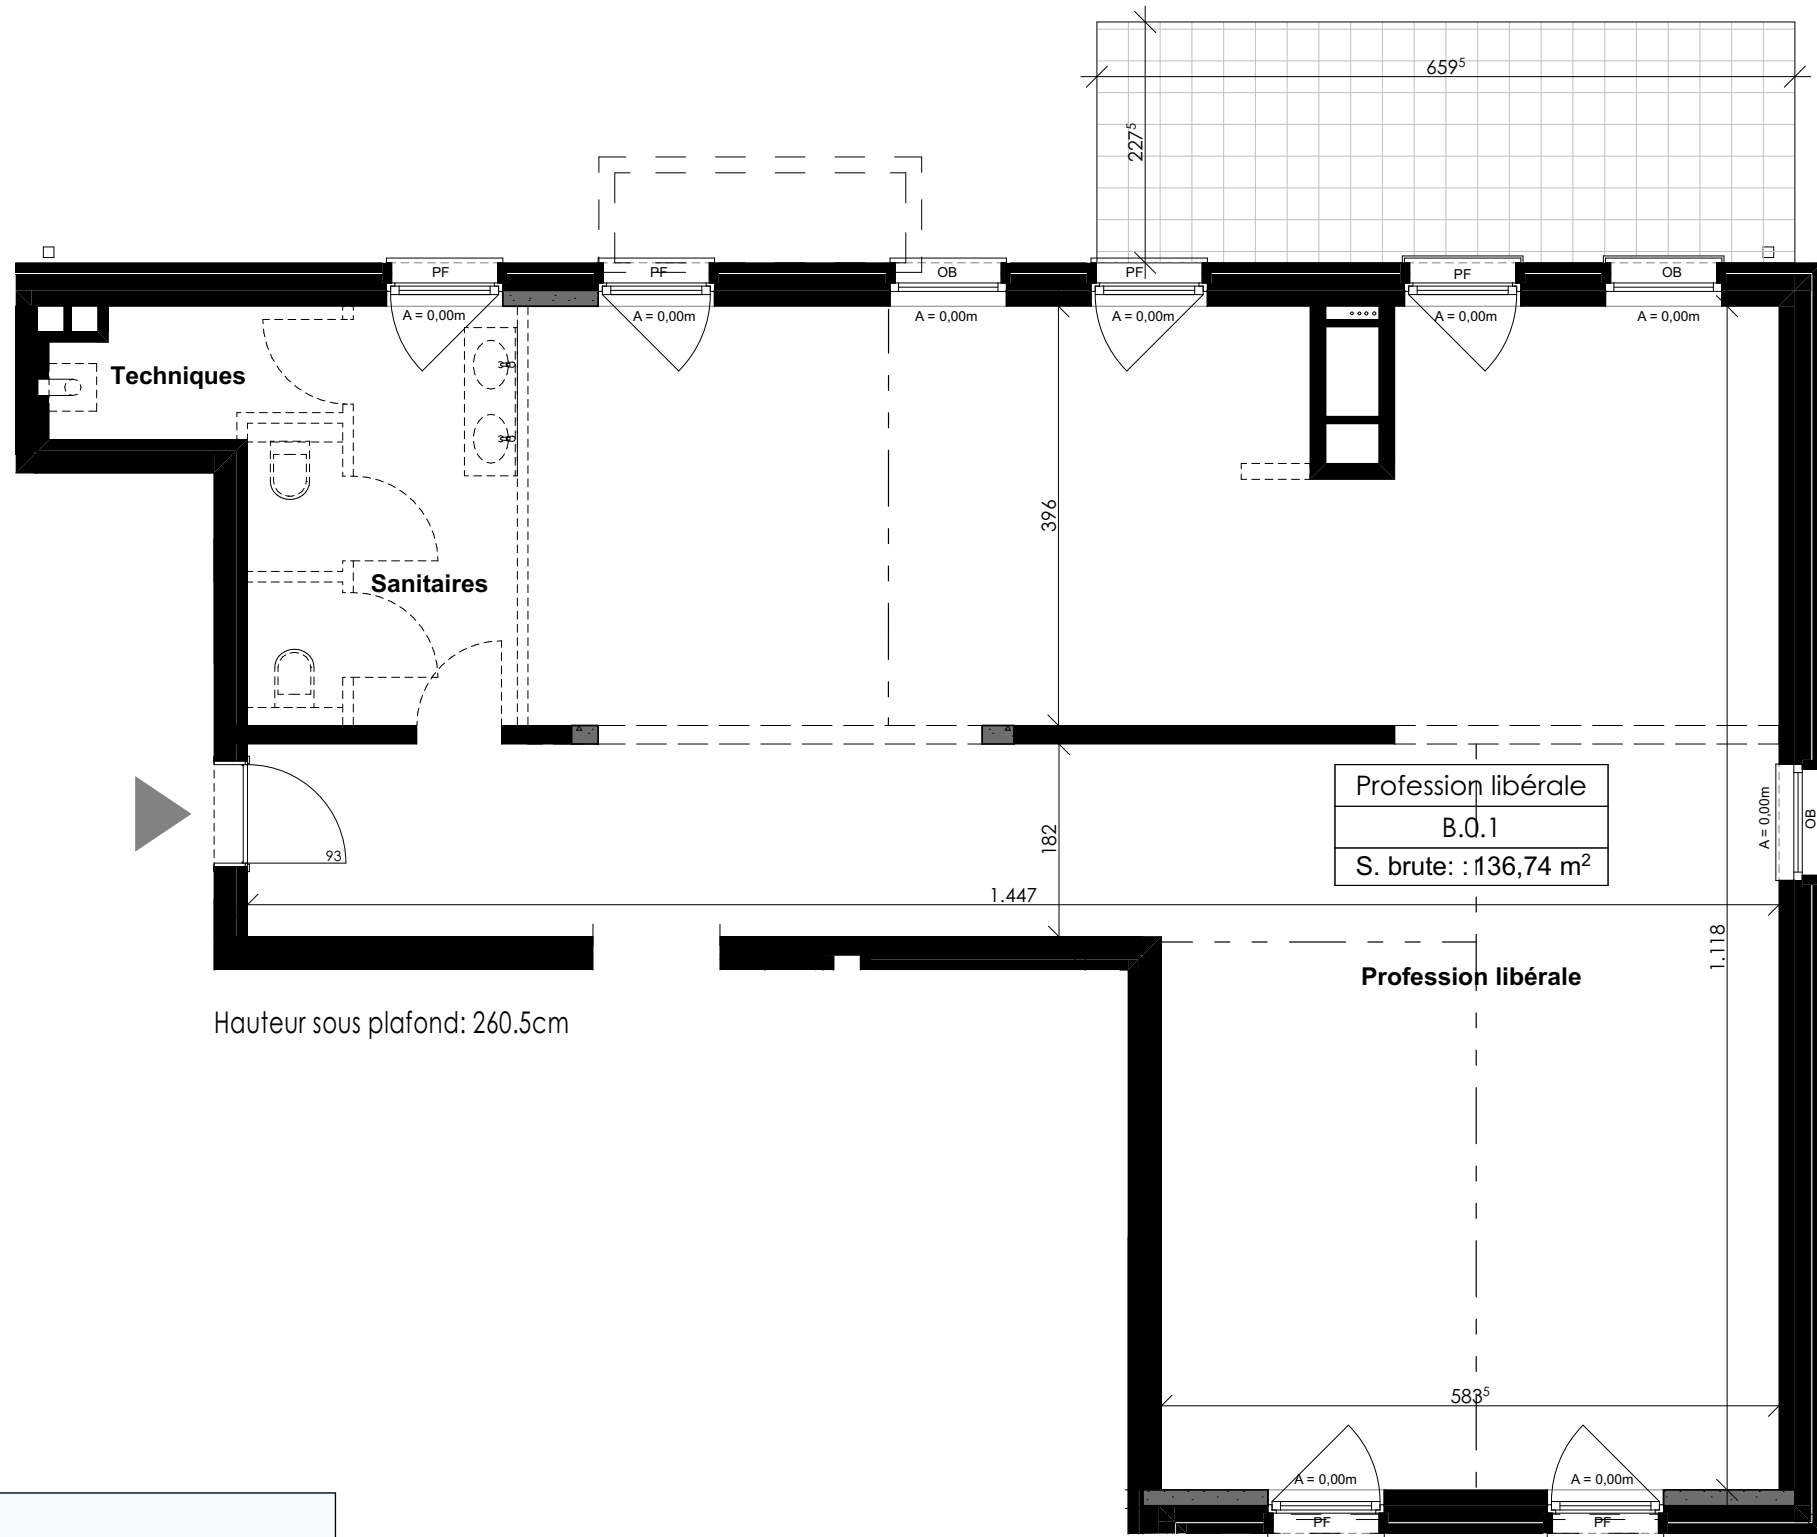 659⁵
227⁵
PF
PF
OB
PF
PF
OB
A = 0,00m
A = 0,00m
A = 0,00m
A = 0,00m
A = 0,00m
Techniques
396
Sanitaires
Profession libérale
B.0.1
S. brute: : 136,74 m²
A = 0,00m
OB
93
182
1.447
1.118
Profession libérale
Hauteur sous plafond: 260.5cm
583⁵
A = 0,00m
A = 0,00m
PF
PF